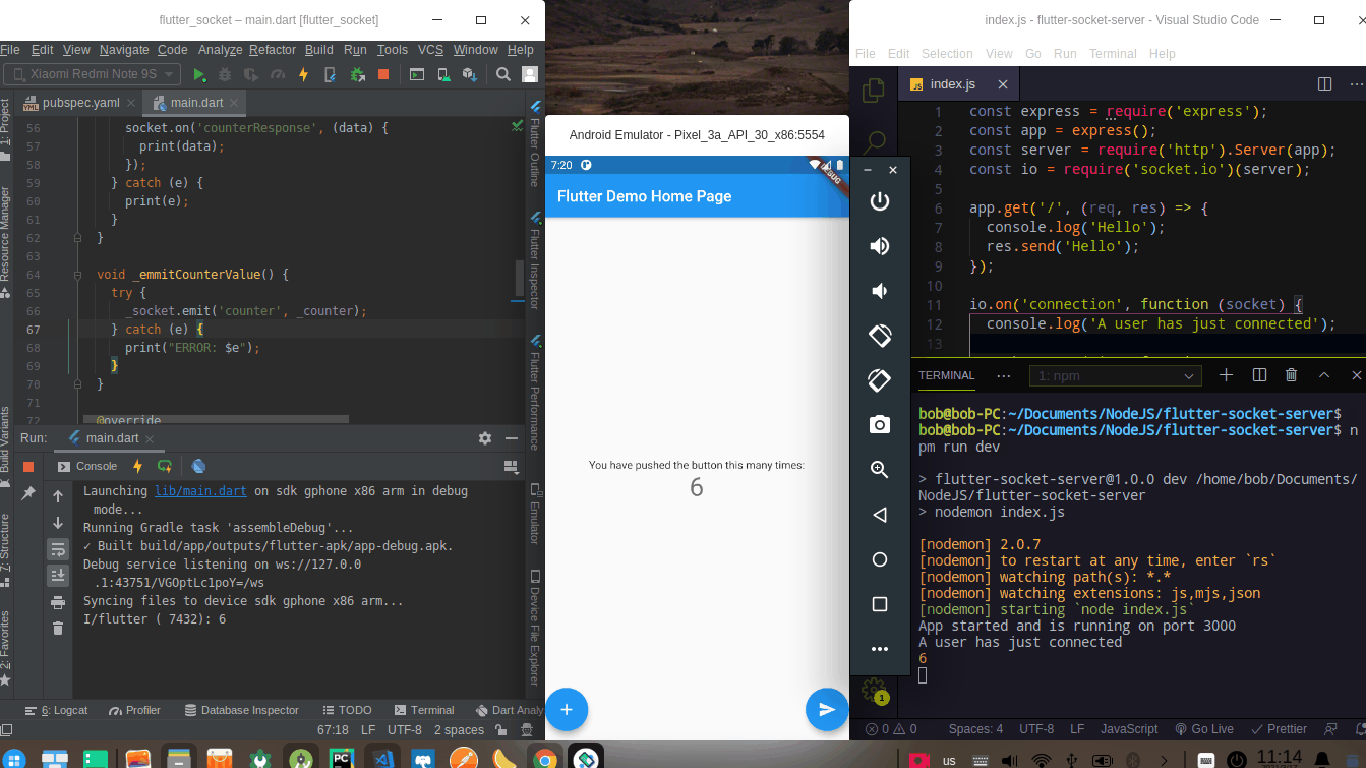 flutter_socket – main.dart [flutter_socket]
File Edit View Navigate Code Analyze Refactor Build Run Tools VCS Window Help
Xiaomi Redmi Note 9S
pubspec.yaml
main.dart
1: Project
Resource Manager
Build Variants
7: Structure
2: Favorites
56 socket.on('counterResponse', (data) {
57 print(data);
58 });
59 } catch (e) {
60 print(e);
61 }
62 }
63
64 void _emmitCounterValue() {
65 try {
66 _socket.emit('counter', _counter);
67 } catch (e) {
68 print("ERROR: $e");
69 }
70 }
71
72 @override
Flutter Outline
Flutter Inspector
Flutter Performance
Emulator
Device File Explorer
Run: main.dart
Console
Launching lib/main.dart on sdk gphone x86 arm in debug
mode...
Running Gradle task 'assembleDebug'...
✓ Built build/app/outputs/flutter-apk/app-debug.apk.
Debug service listening on ws://127.0.0
.1:43751/VGOptLc1poY=/ws
Syncing files to device sdk gphone x86 arm...
I/flutter ( 7432): 6
6: Logcat Profiler Database Inspector TODO Terminal Dart Analy
67:18 LF UTF-8 2 spaces
Android Emulator - Pixel_3a_API_30_x86:5554
7:20
DEBUG
Flutter Demo Home Page
You have pushed the button this many times:
6
index.js - flutter-socket-server - Visual Studio Code
File Edit Selection View Go Run Terminal Help
JS index.js
1 const express = require('express');
2 const app = express();
3 const server = require('http').Server(app);
4 const io = require('socket.io')(server);
5
6 app.get('/', (req, res) => {
7 console.log('Hello');
8 res.send('Hello');
9 });
10
11 io.on('connection', function (socket) {
12 console.log('A user has just connected');
13
TERMINAL ... 1: npm
bob@bob-PC:~/Documents/NodeJS/flutter-socket-server$
bob@bob-PC:~/Documents/NodeJS/flutter-socket-server$ n
pm run dev
> flutter-socket-server@1.0.0 dev /home/bob/Documents/
NodeJS/flutter-socket-server
> nodemon index.js
[nodemon] 2.0.7
[nodemon] to restart at any time, enter `rs`
[nodemon] watching path(s): *.*
[nodemon] watching extensions: js,mjs,json
[nodemon] starting `node index.js`
App started and is running on port 3000
A user has just connected
6
1
0 0 Spaces: 4 UTF-8 LF JavaScript Go Live Prettier
PC
us
11:14